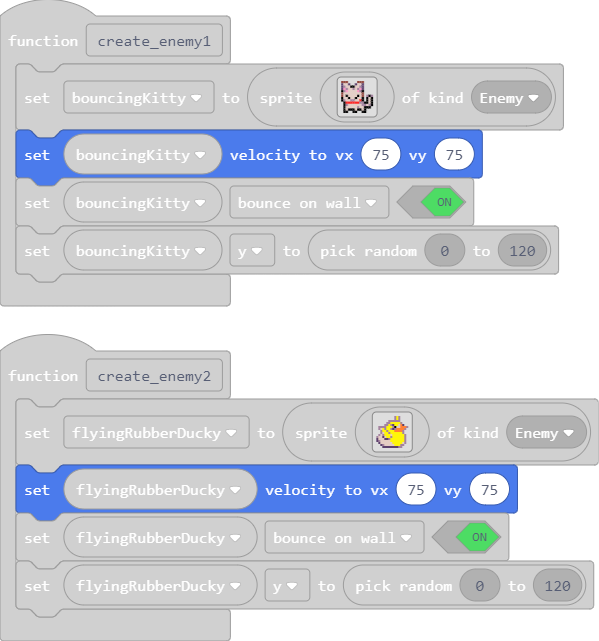 function create_enemy1
set bouncingKitty to sprite of kind Enemy
set bouncingKitty velocity to vx 75 vy 75
set bouncingKitty bounce on wall ON
set bouncingKitty y to pick random 0 to 120
function create_enemy2
set flyingRubberDucky to sprite of kind Enemy
set flyingRubberDucky velocity to vx 75 vy 75
set flyingRubberDucky bounce on wall ON
set flyingRubberDucky y to pick random 0 to 120